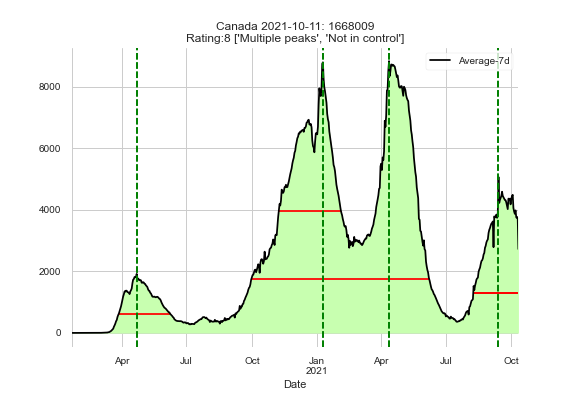 Canada 2021-10-11: 1668009
Rating:8 ['Multiple peaks', 'Not in control']
Average-7d
8000
6000
4000
2000
0
Apr
Jul
Oct
Jan
2021
Apr
Jul
Oct
Date